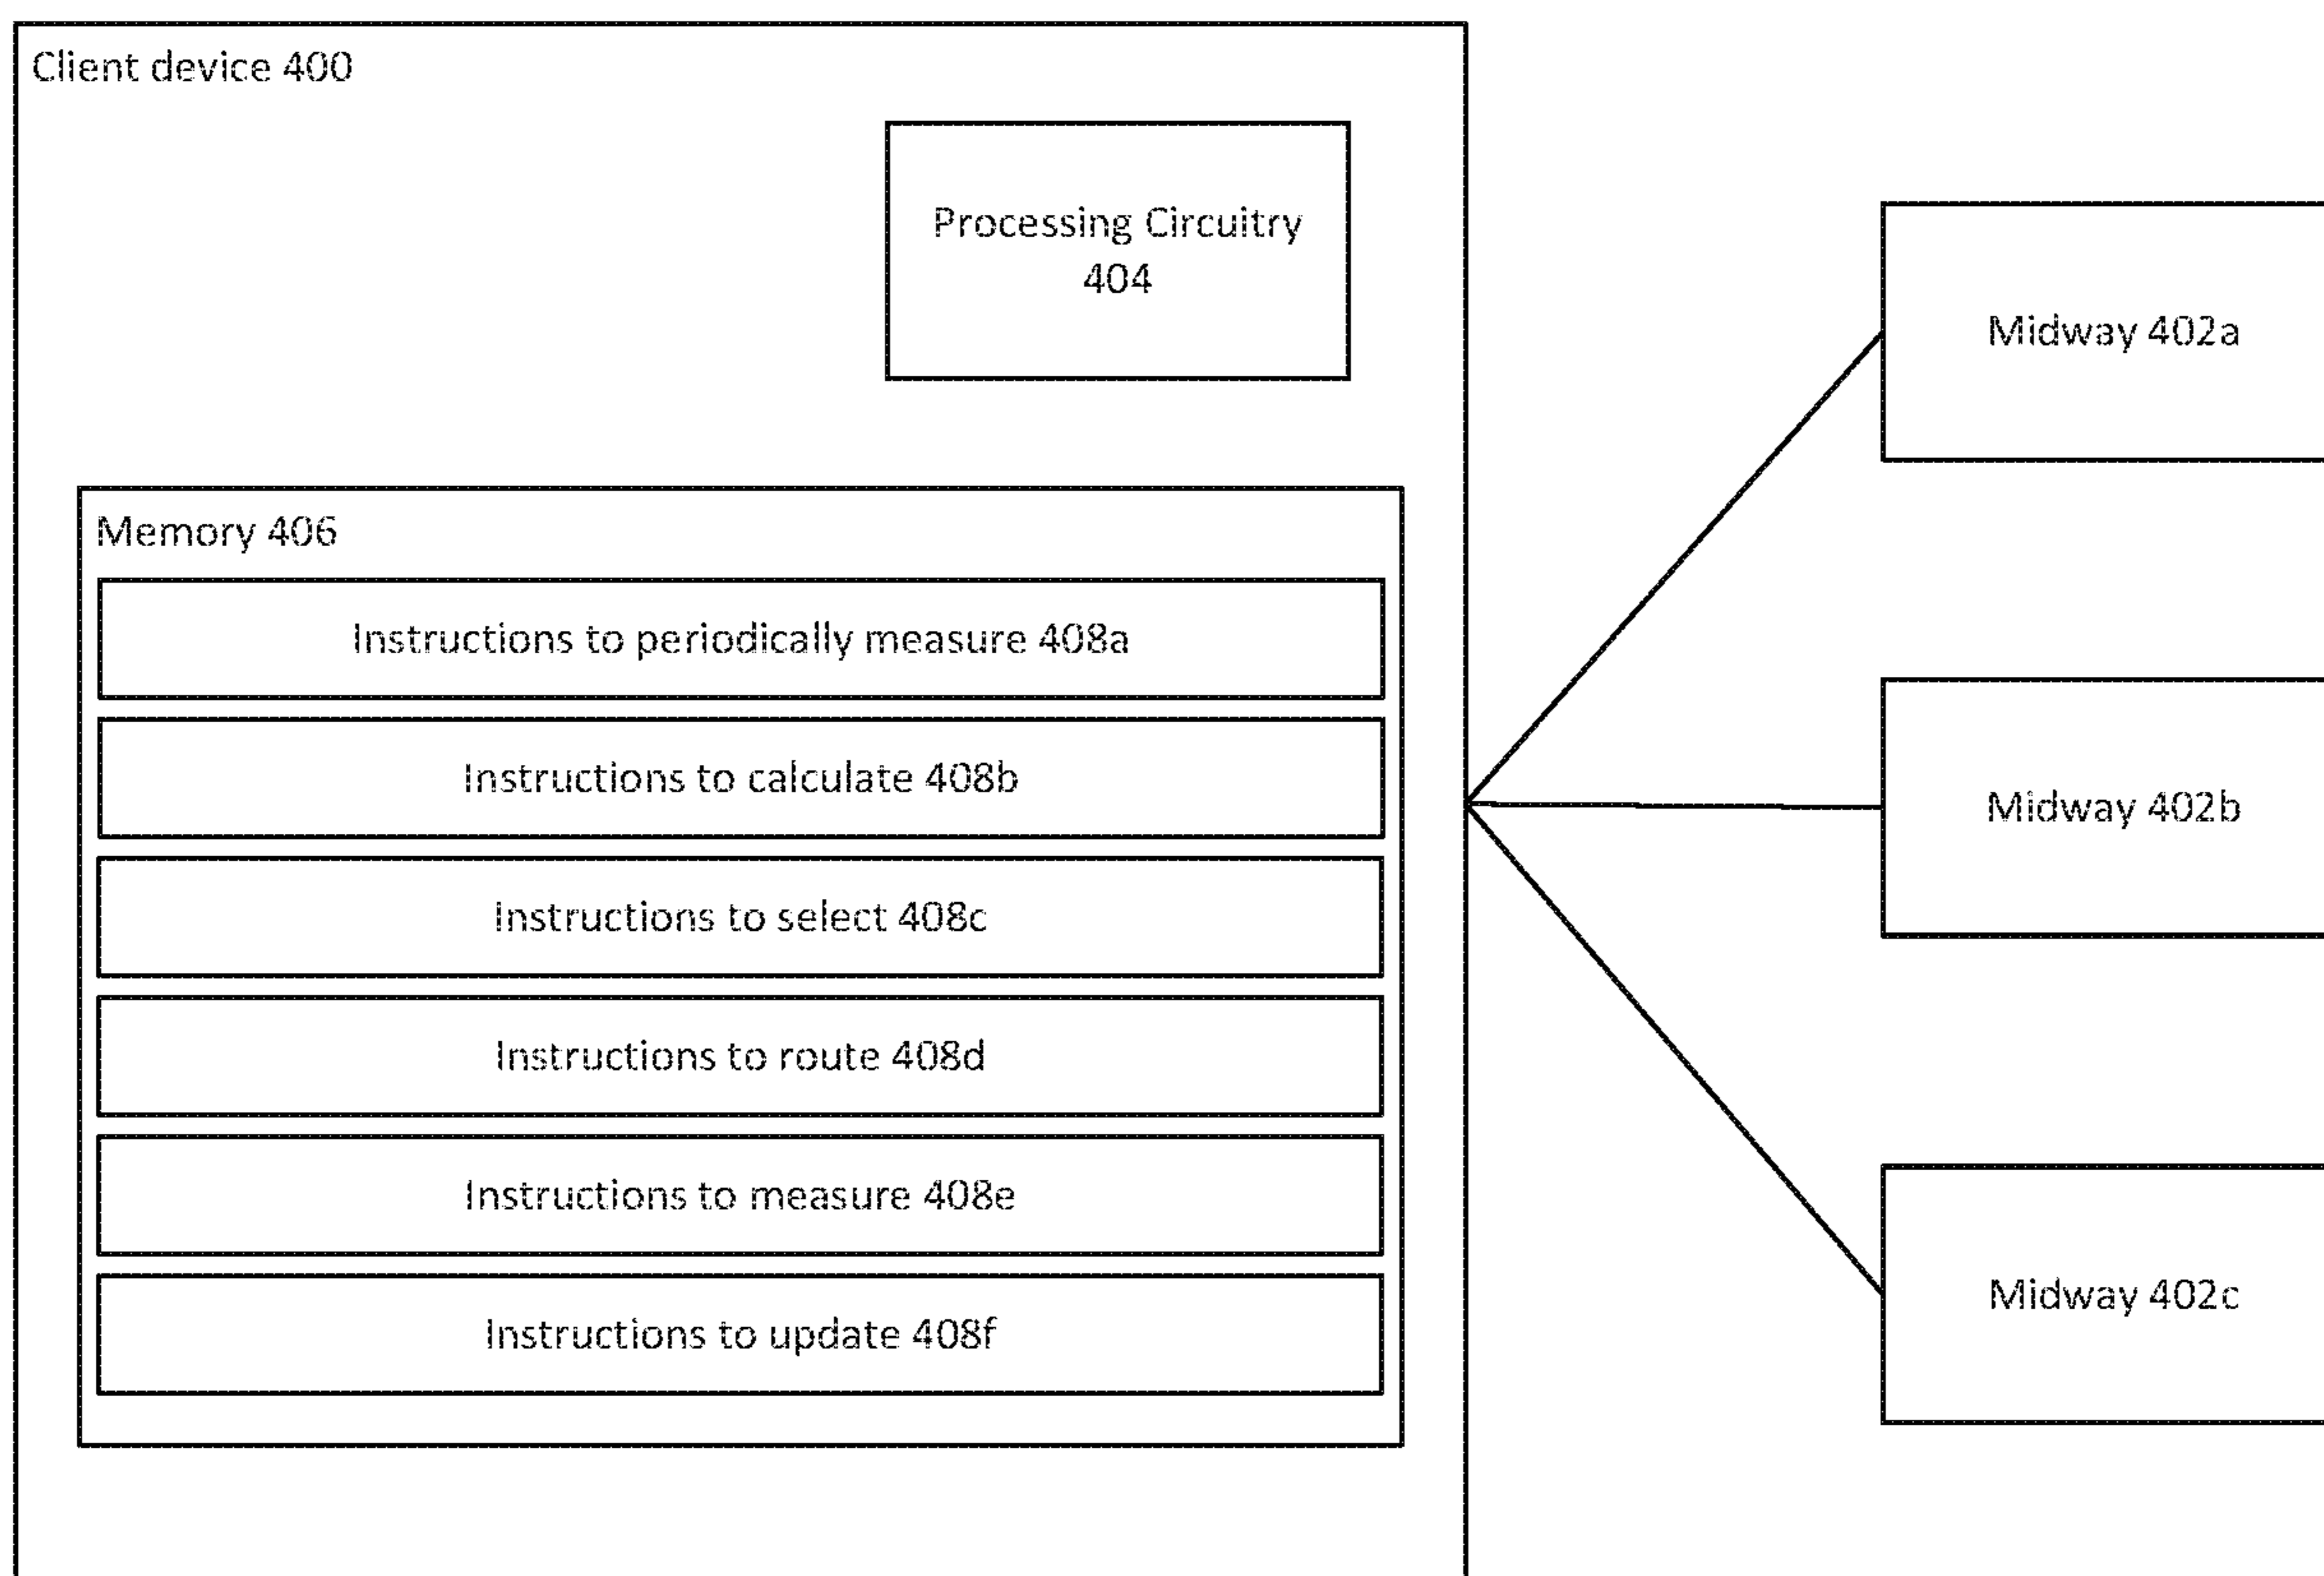 Client device 400
Processing Circuitry
404
Memory 406
Instructions to periodically measure 408a
Instructions to calculate 408b
Instructions to select 408c
Instructions to route 408d
Instructions to measure 408e
Instructions to update 408f
Midway 402a
Midway 402b
Midway 402c